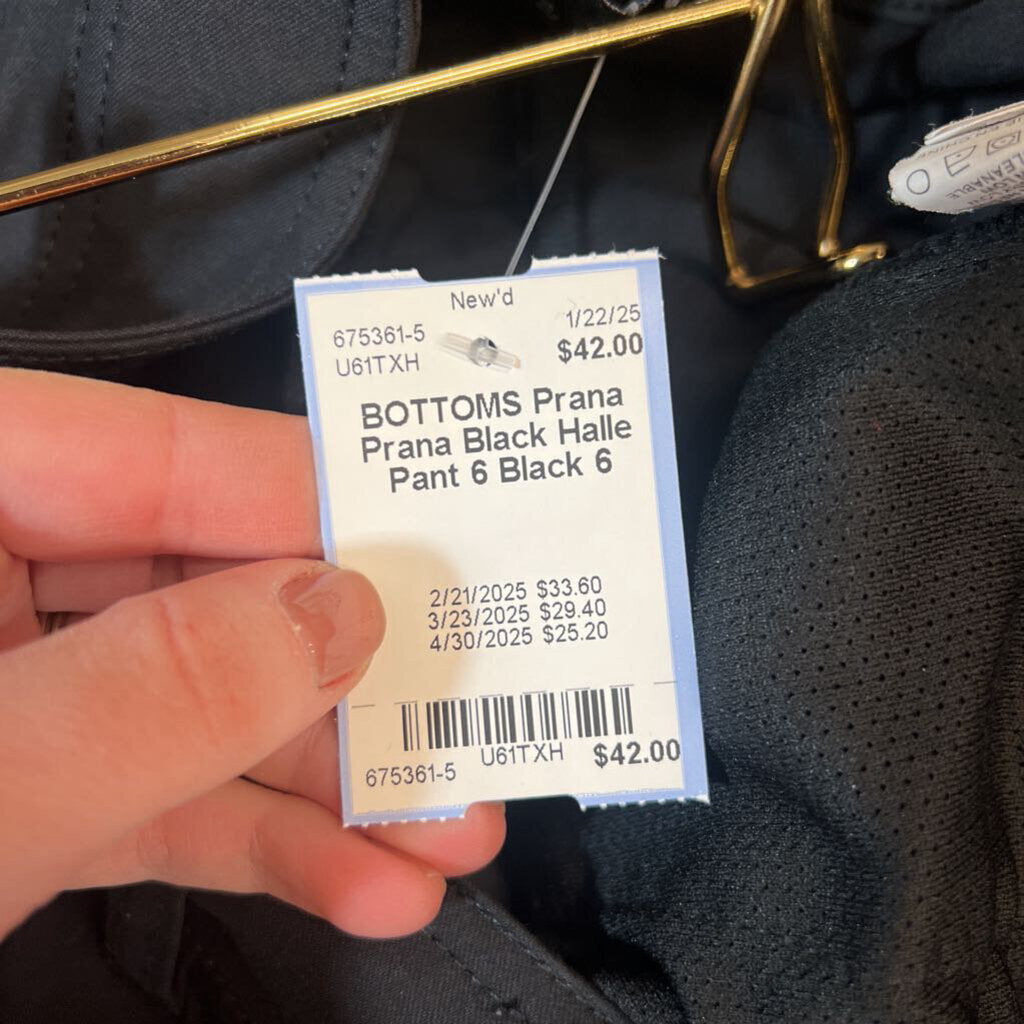 New'd
675361-5 1/22/25
U61TXH $42.00
BOTTOMS Prana
Prana Black Halle
Pant 6 Black 6
2/21/2025 $33.60
3/23/2025 $29.40
4/30/2025 $25.20
U61TXH
675361-5 $42.00
LEANABLE